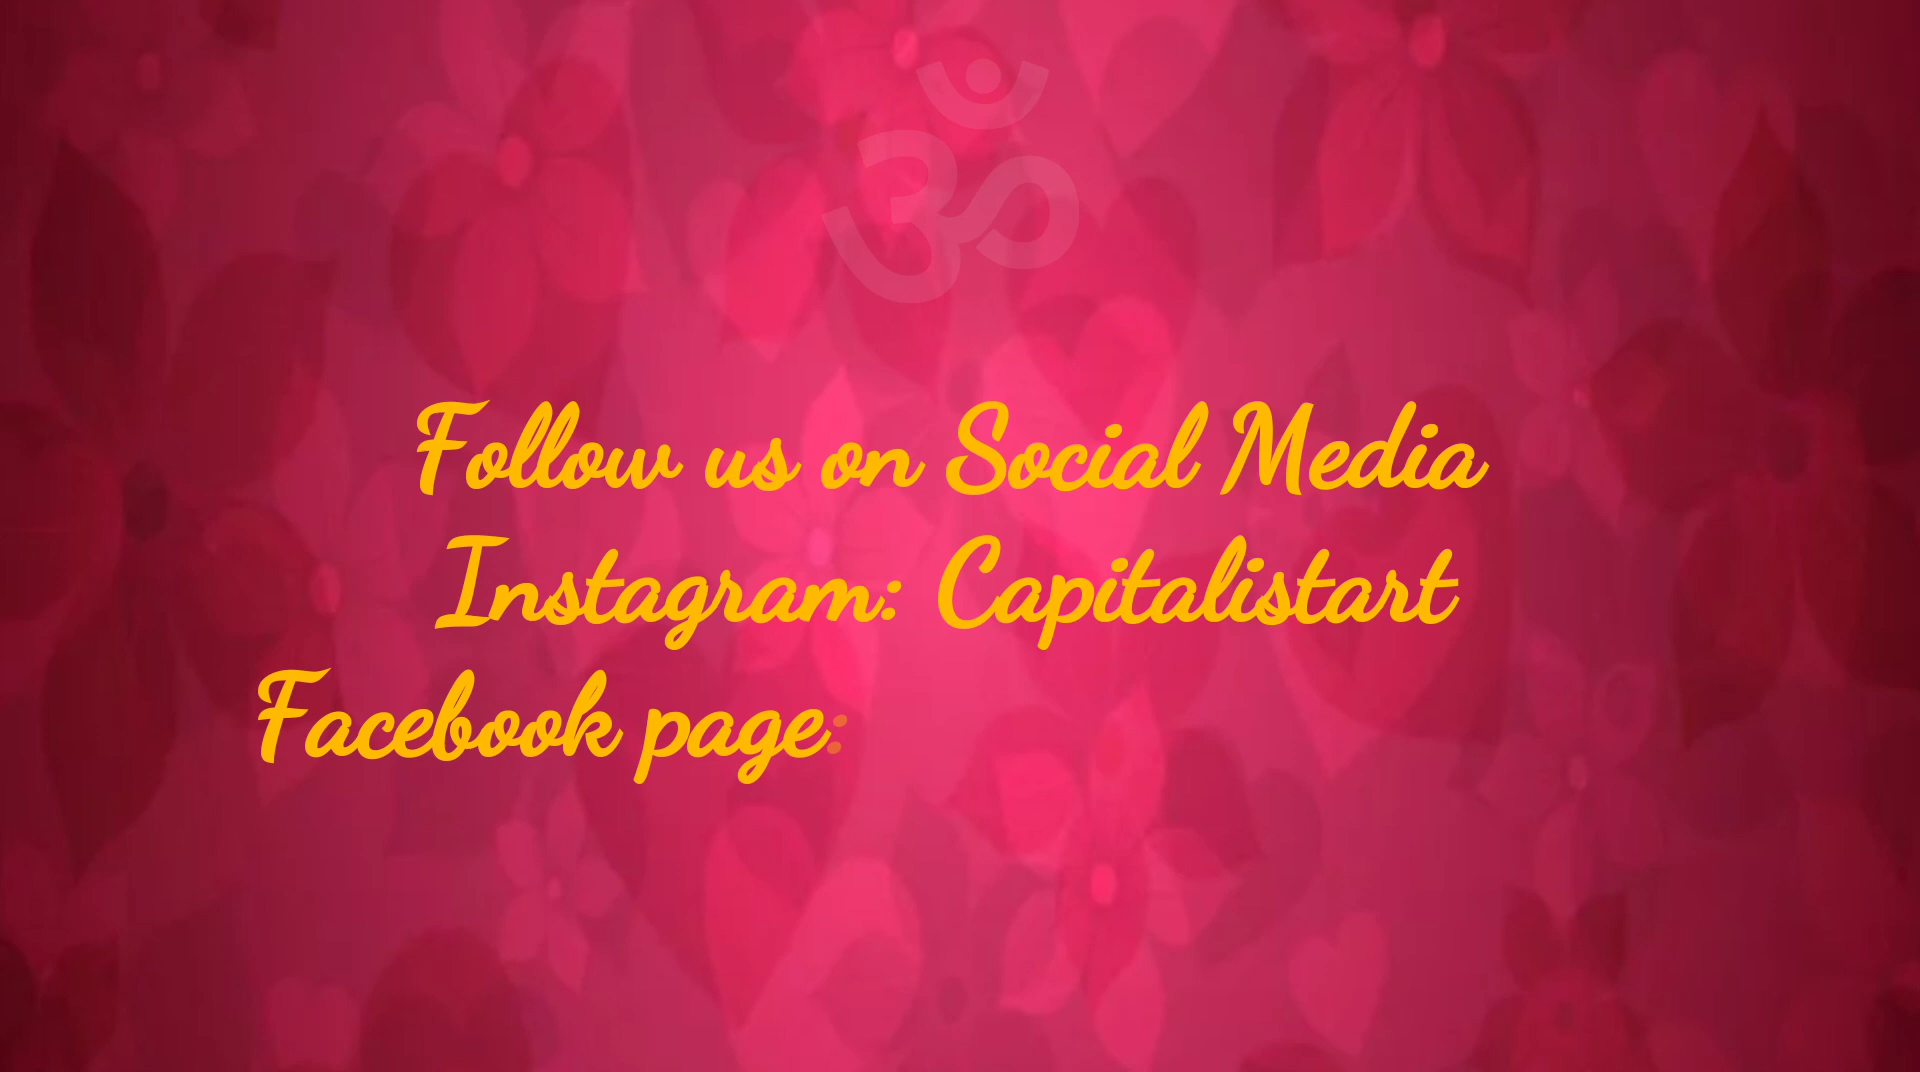 ॐ
Follow us on Social Media
Instagram: Capitalistart
Facebook page: